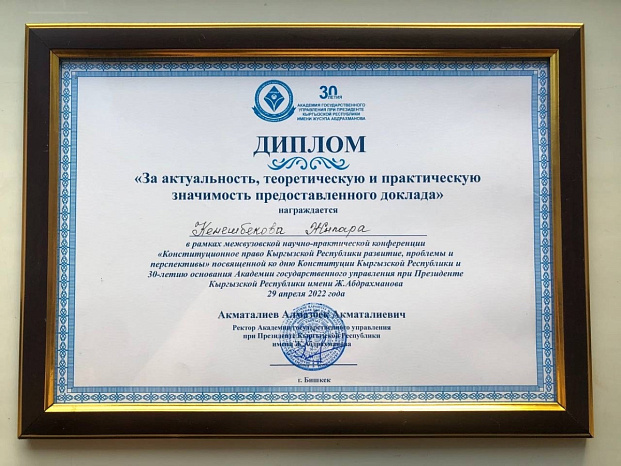 30 ЛЕТИЯ
АКАДЕМИЯ ГОСУДАРСТВЕННОГО
УПРАВЛЕНИЯ ПРИ ПРЕЗИДЕНТЕ
КЫРГЫЗСКОЙ РЕСПУБЛИКИ
ИМЕНИ ЖУСУПА АБДРАХМАНОВА
ДИПЛОМ
«За актуальность, теоретическую и практическую
значимость предоставленного доклада»
награждается
Кенешбекова Жыпара
в рамках межвузовской научно-практической конференции
«Конституционное право Кыргызской Республики развитие, проблемы и
перспективы» посвященной ко дню Конституции Кыргызской Республики и
30-летию основания Академии государственного управления при Президенте
Кыргызской Республики имени Ж.Абдрахманова
29 апреля 2022 года
Акматалиев Алмазбек Акматалиевич
Ректор Академии государственного управления
при Президенте Кыргызской Республики
имени Ж.Абдрахманова
г. Бишкек